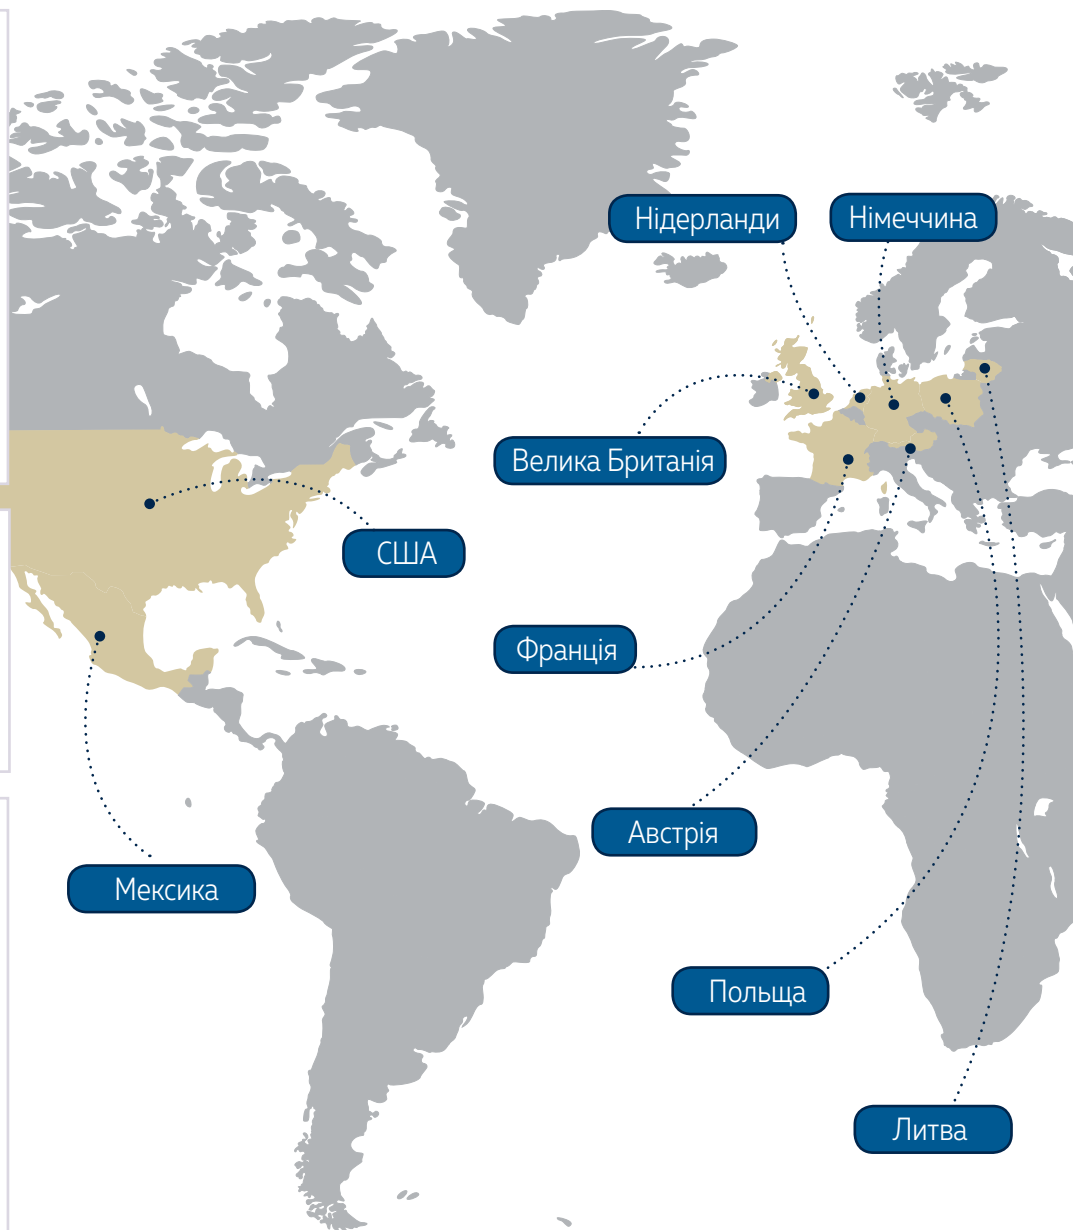 Нідерланди
Німеччина
Велика Британія
США
Франція
Австрія
Мексика
Польща
Литва